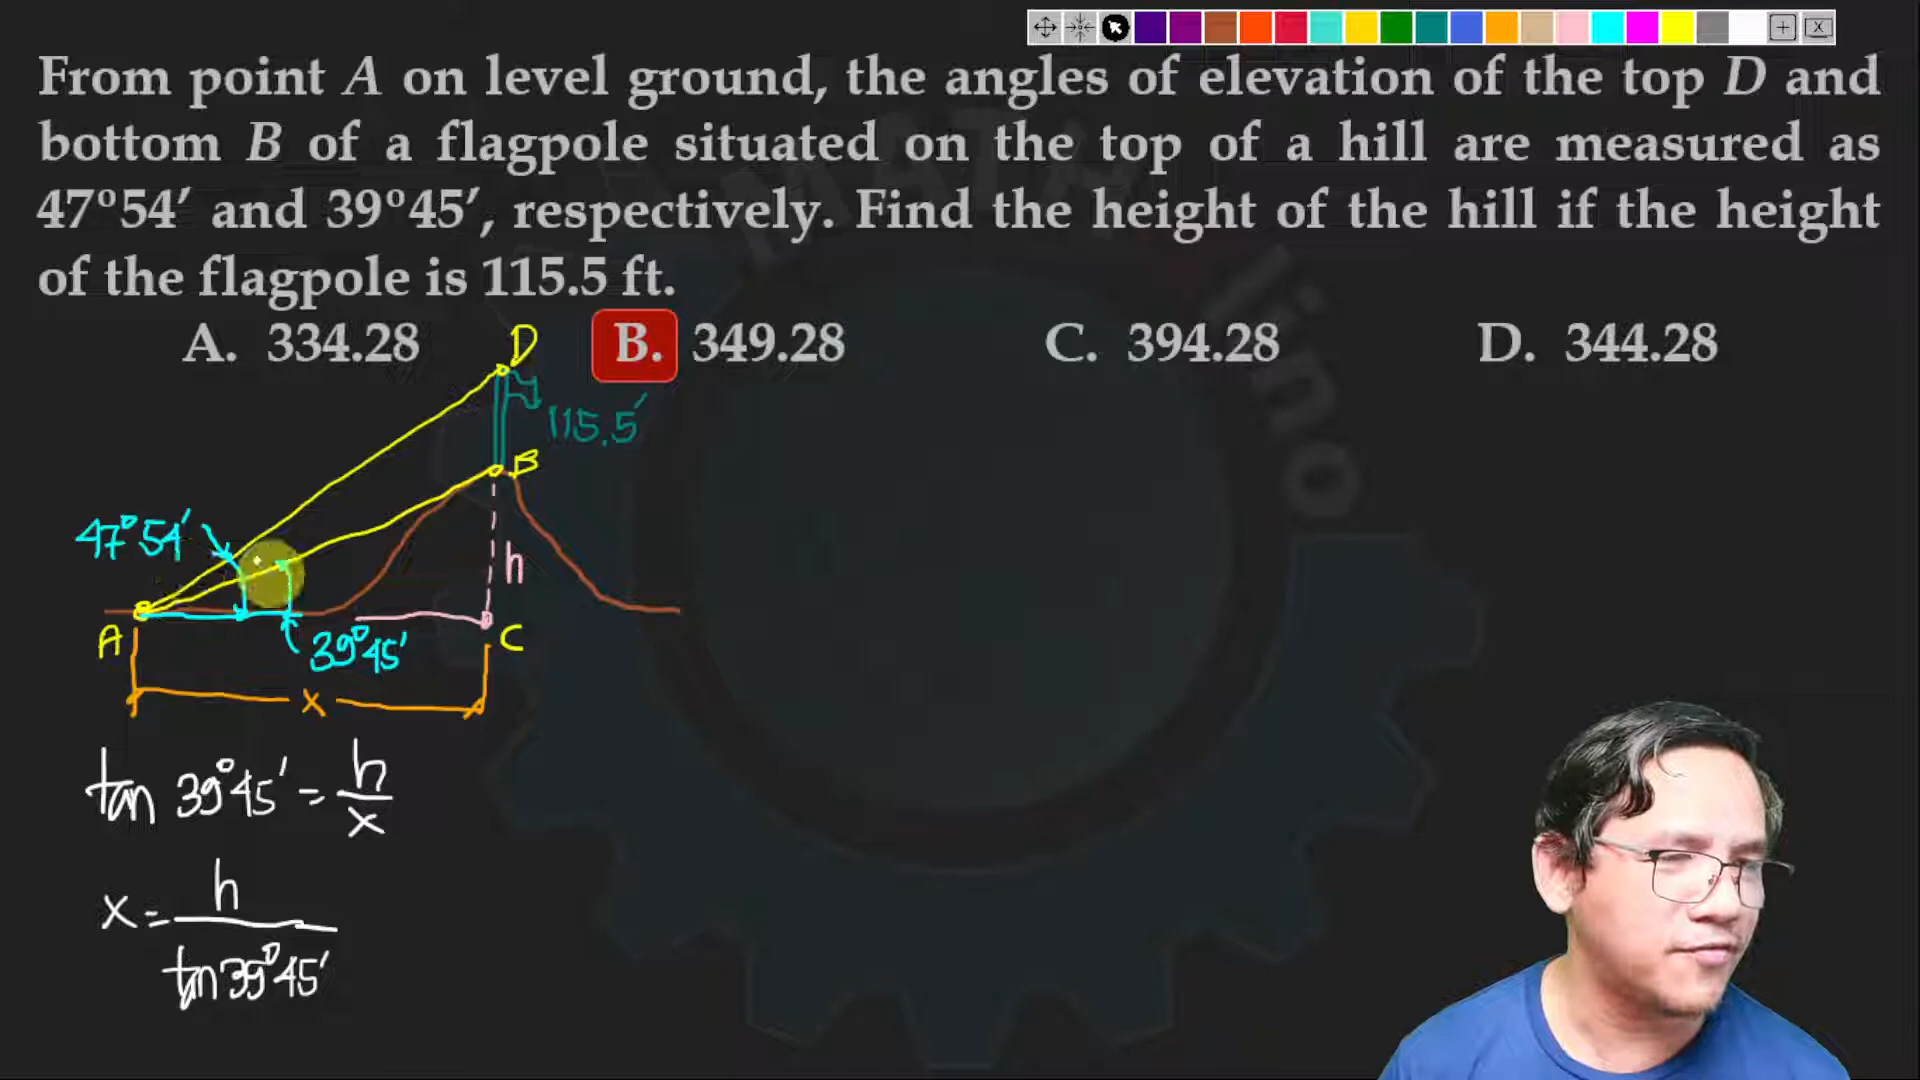 From point A on level ground, the angles of elevation of the top D and
bottom B of a flagpole situated on the top of a hill are measured as
47°54′ and 39°45′, respectively. Find the height of the hill if the height
of the flagpole is 115.5 ft.
A. 334.28 B. 349.28 C. 394.28 D. 344.28
D
115.5′
B
47°54′
h
A
39°45′
C
x
tan 39°45′ = h/x
x = h/tan 39°45′